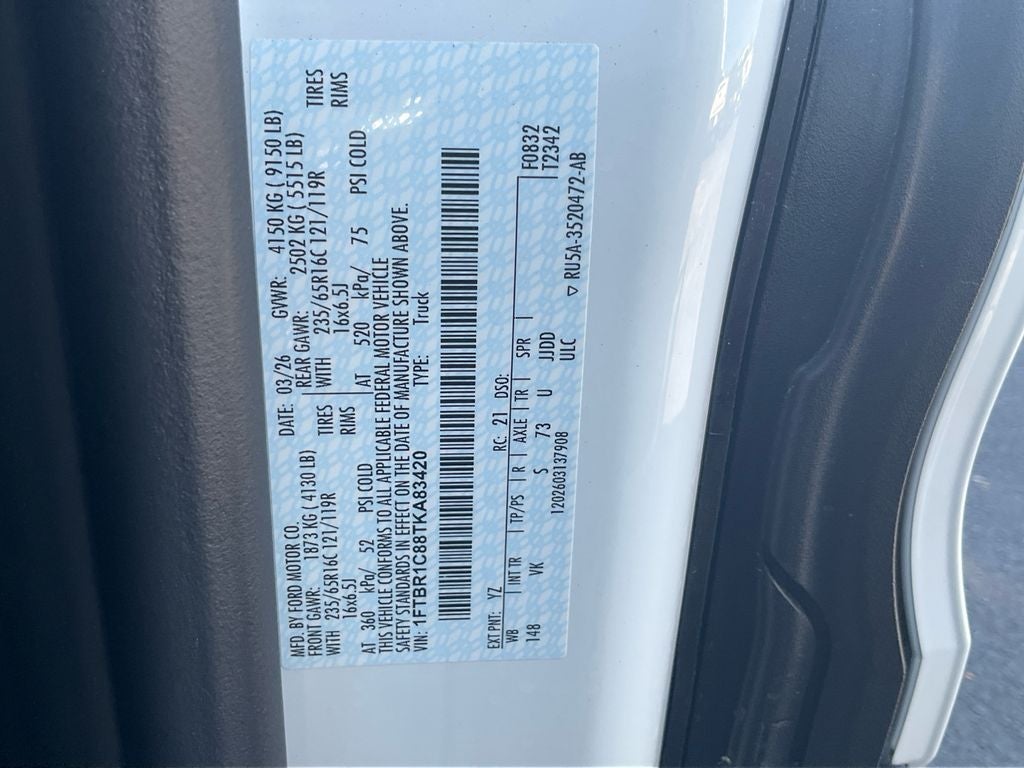 MFD. BY FORD MOTOR CO.
DATE: 03/26 GVWR: 4150 KG ( 9150 LB)
FRONT GAWR: 1873 KG ( 4130 LB)
REAR GAWR: 2502 KG ( 5515 LB)
WITH 235/65R16C 121/119R TIRES
WITH 235/65R16C 121/119R TIRES
16x6.5J RIMS
16x6.5J RIMS
AT 360 kPa/ 52 PSI COLD
AT 520 kPa/ 75 PSI COLD
THIS VEHICLE CONFORMS TO ALL APPLICABLE FEDERAL MOTOR VEHICLE
SAFETY STANDARDS IN EFFECT ON THE DATE OF MANUFACTURE SHOWN ABOVE.
VIN: 1FTBR1C88TKA83420 TYPE: Truck
EXT PNT: YZ RC: 21 DSO:
WB | INT TR | TP/PS | R | AXLE | TR | SPR | F0832
148 VK S 73 U JJDD T2342
1202603137908 ULC
▽ RU5A-3520472-AB